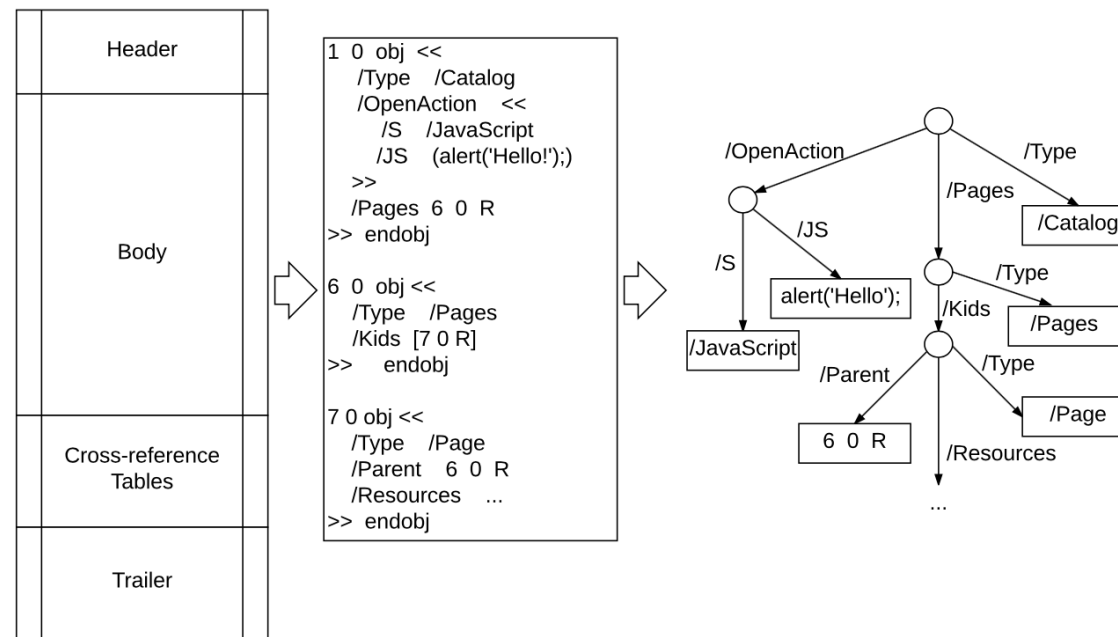 Header
Body
Cross-reference
Tables
Trailer
1 0 obj <<
/Type /Catalog
/OpenAction <<
/S /JavaScript
/JS (alert('Hello!');)
>>
/Pages 6 0 R
>> endobj
6 0 obj <<
/Type /Pages
/Kids [7 0 R]
>> endobj
7 0 obj <<
/Type /Page
/Parent 6 0 R
/Resources ...
>> endobj
/OpenAction
/Type
/Pages
/Catalog
/JS
/S
/Type
alert('Hello');
/Kids
/Pages
/JavaScript
/Parent
/Type
/Page
6 0 R
/Resources
...